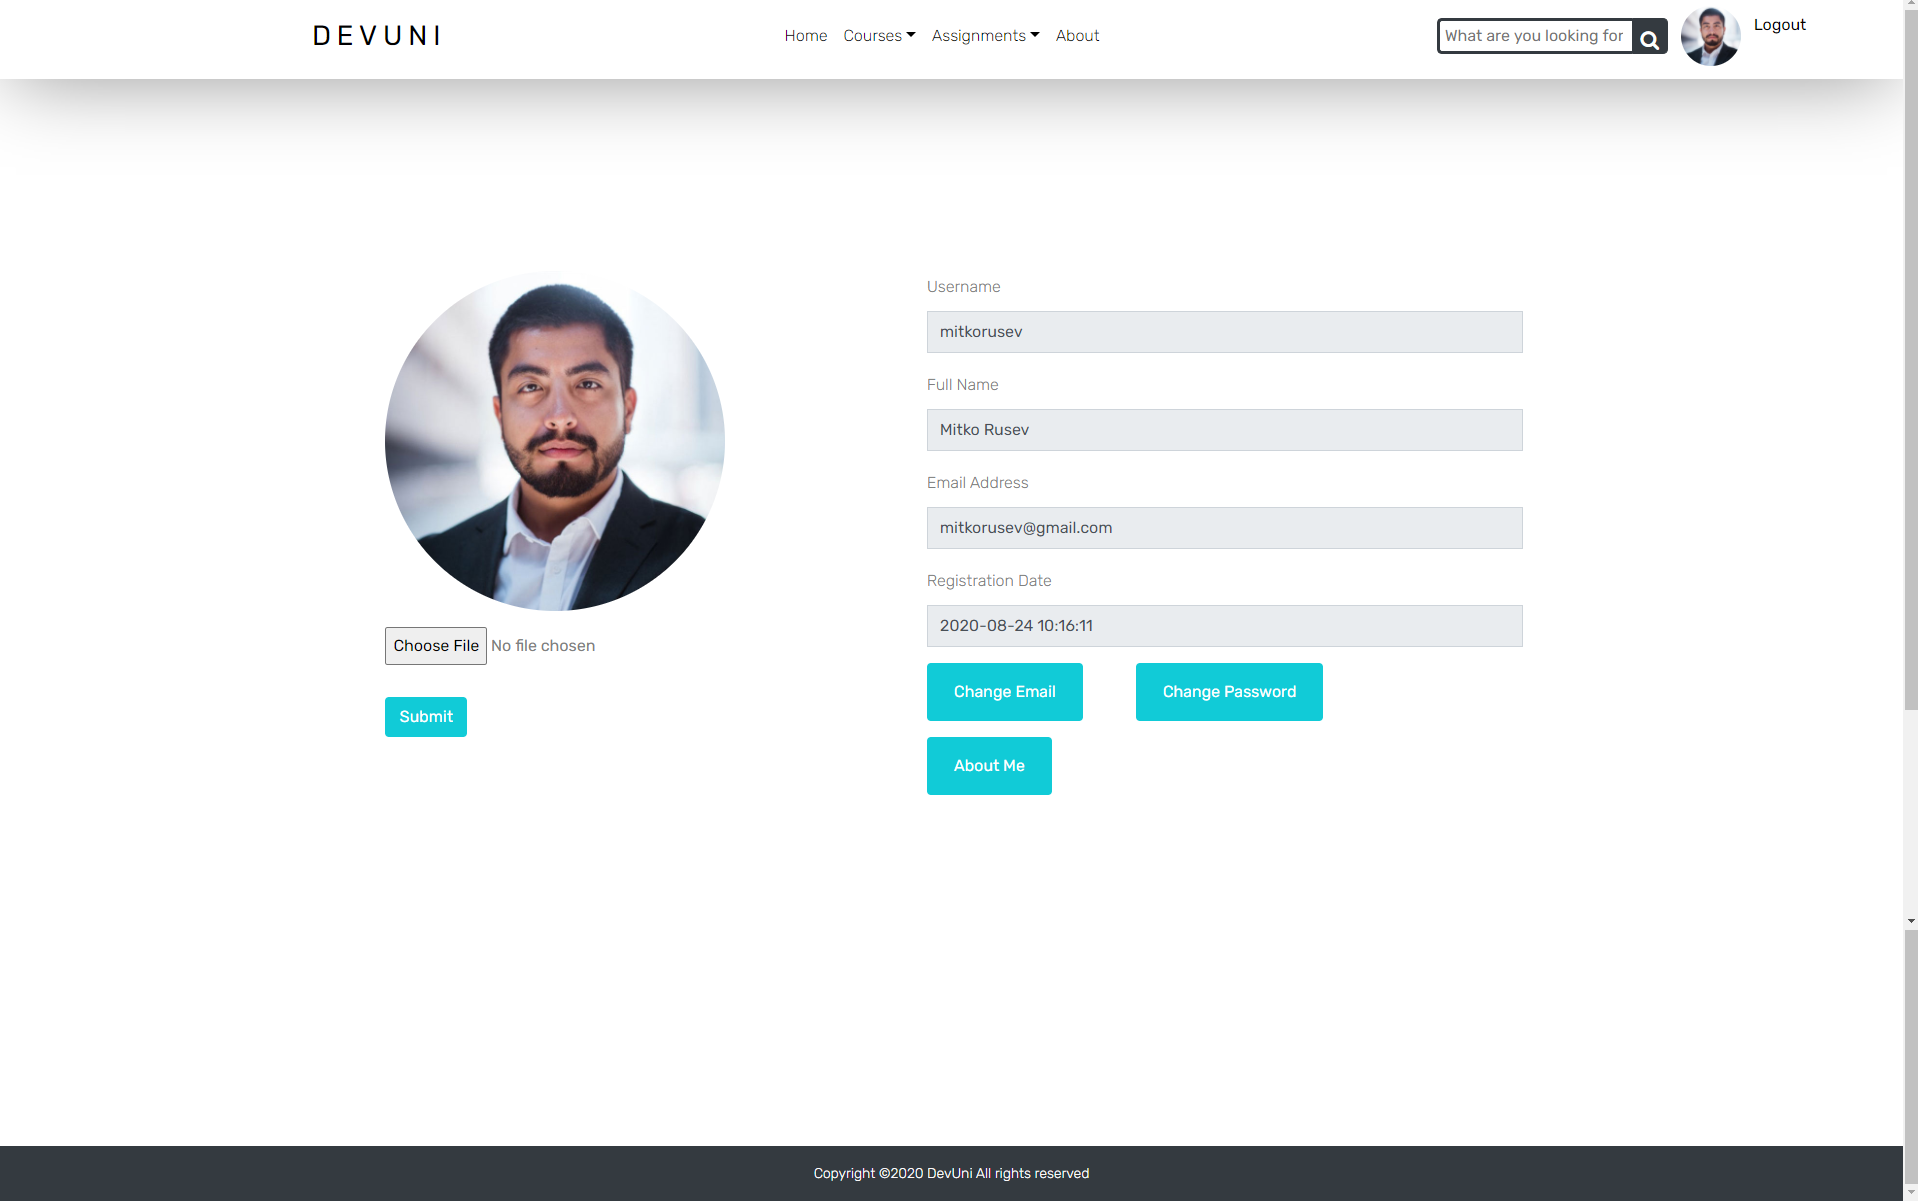 DEVUNI
Home Courses Assignments About
What are you looking for
Logout
Username
mitkorusev
Full Name
Mitko Rusev
Email Address
mitkorusev@gmail.com
Registration Date
2020-08-24 10:16:11
Choose File No file chosen
Submit
Change Email Change Password
About Me
Copyright ©2020 DevUni All rights reserved